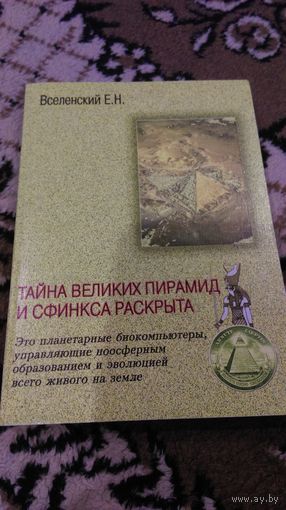 Вселенский Е.Н.
ТАЙНА ВЕЛИКИХ ПИРАМИД
И СФИНКСА РАСКРЫТА
Это планетарные биокомпьютеры,
управляющие ноосферным
образованием и эволюцией
всего живого на земле
www.ay.by